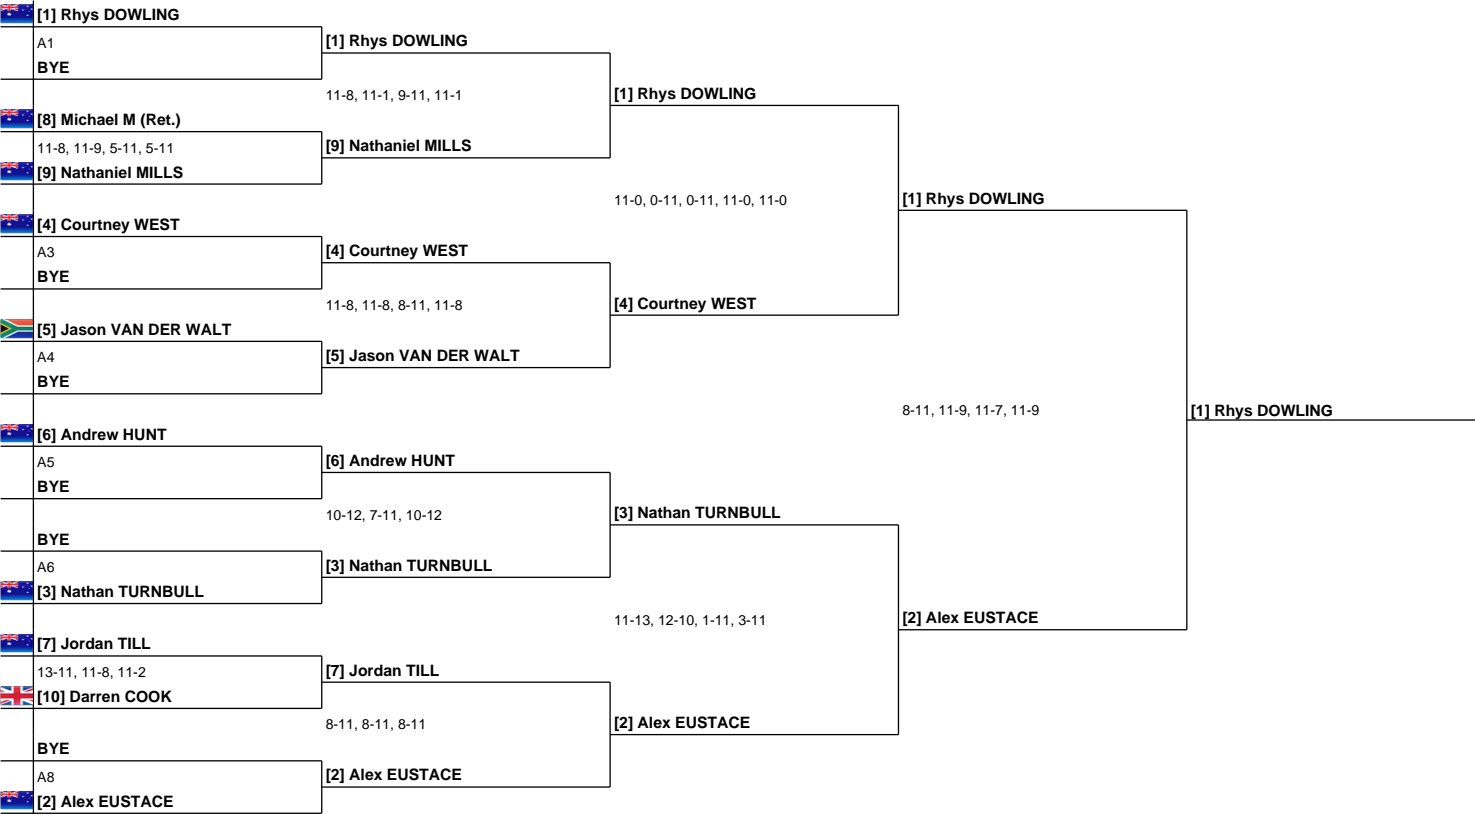 [1] Rhys DOWLING
A1
BYE
[8] Michael M (Ret.)
11-8, 11-9, 5-11, 5-11
[9] Nathaniel MILLS
[4] Courtney WEST
A3
BYE
[5] Jason VAN DER WALT
A4
BYE
[6] Andrew HUNT
A5
BYE
BYE
A6
[3] Nathan TURNBULL
[7] Jordan TILL
13-11, 11-8, 11-2
[10] Darren COOK
BYE
A8
[2] Alex EUSTACE
[1] Rhys DOWLING
11-8, 11-1, 9-11, 11-1
[9] Nathaniel MILLS
[4] Courtney WEST
11-8, 11-8, 8-11, 11-8
[5] Jason VAN DER WALT
[6] Andrew HUNT
10-12, 7-11, 10-12
[3] Nathan TURNBULL
[7] Jordan TILL
8-11, 8-11, 8-11
[2] Alex EUSTACE
[1] Rhys DOWLING
11-0, 0-11, 0-11, 11-0, 11-0
[4] Courtney WEST
[3] Nathan TURNBULL
11-13, 12-10, 1-11, 3-11
[2] Alex EUSTACE
[1] Rhys DOWLING
8-11, 11-9, 11-7, 11-9
[2] Alex EUSTACE
[1] Rhys DOWLING